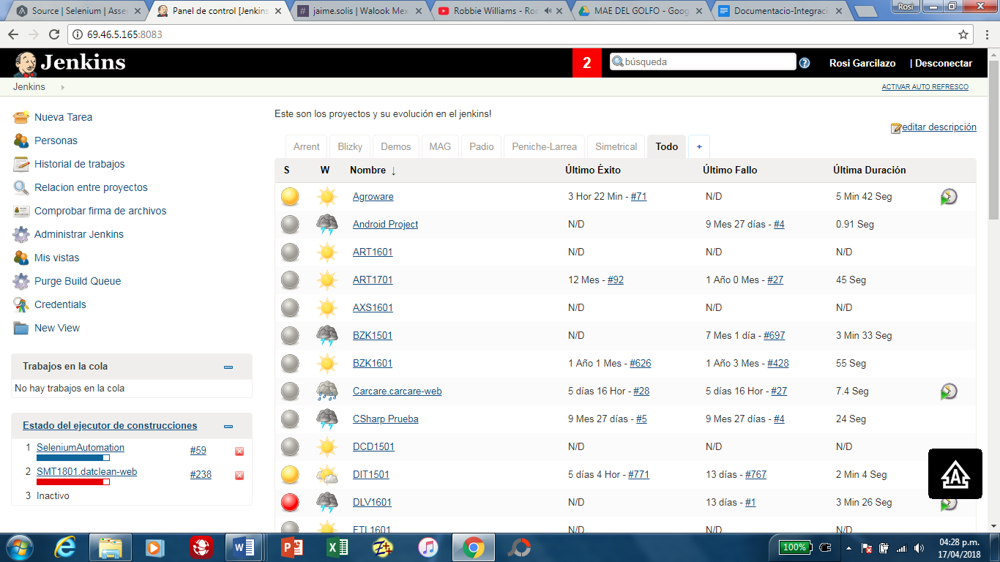 Source | Selenium | Asser
Panel de control [Jenkins
jaime.solis | Walook Mex
Robbie Williams - Roc
MAE DEL GOLFO - Goog
Documentacio-Integraci
Rosi
69.46.5.165:8083
Jenkins
2
búsqueda
Rosi Garcilazo
| Desconectar
Jenkins
ACTIVAR AUTO REFRESCO
Nueva Tarea
Personas
Historial de trabajos
Relacion entre proyectos
Comprobar firma de archivos
Administrar Jenkins
Mis vistas
Purge Build Queue
Credentials
New View
Trabajos en la cola
No hay trabajos en la cola
Estado del ejecutor de construcciones
1 SeleniumAutomation #59
2 SMT1801.datclean-web #238
3 Inactivo
Este son los proyectos y su evolución en el jenkins!
editar descripción
Arrent Blizky Demos MAG Padio Peniche-Larrea Simetrical Todo +
S W Nombre ↓ Último Éxito Último Fallo Última Duración
Agroware 3 Hor 22 Min - #71 N/D 5 Min 42 Seg
Android Project N/D 9 Mes 27 días - #4 0.91 Seg
ART1601 N/D N/D N/D
ART1701 12 Mes - #92 1 Año 0 Mes - #27 45 Seg
AXS1601 N/D N/D N/D
BZK1501 N/D 7 Mes 1 día - #697 3 Min 33 Seg
BZK1601 1 Año 1 Mes - #626 1 Año 3 Mes - #428 55 Seg
Carcare.carcare-web 5 días 16 Hor - #28 5 días 16 Hor - #27 7.4 Seg
CSharp Prueba 9 Mes 27 días - #5 9 Mes 27 días - #4 24 Seg
DCD1501 N/D N/D N/D
DIT1501 5 días 4 Hor - #771 13 días - #767 2 Min 4 Seg
DLV1601 N/D 13 días - #1 3 Min 26 Seg
ETL1601 N/D N/D N/D
100%
04:28 p.m.
17/04/2018